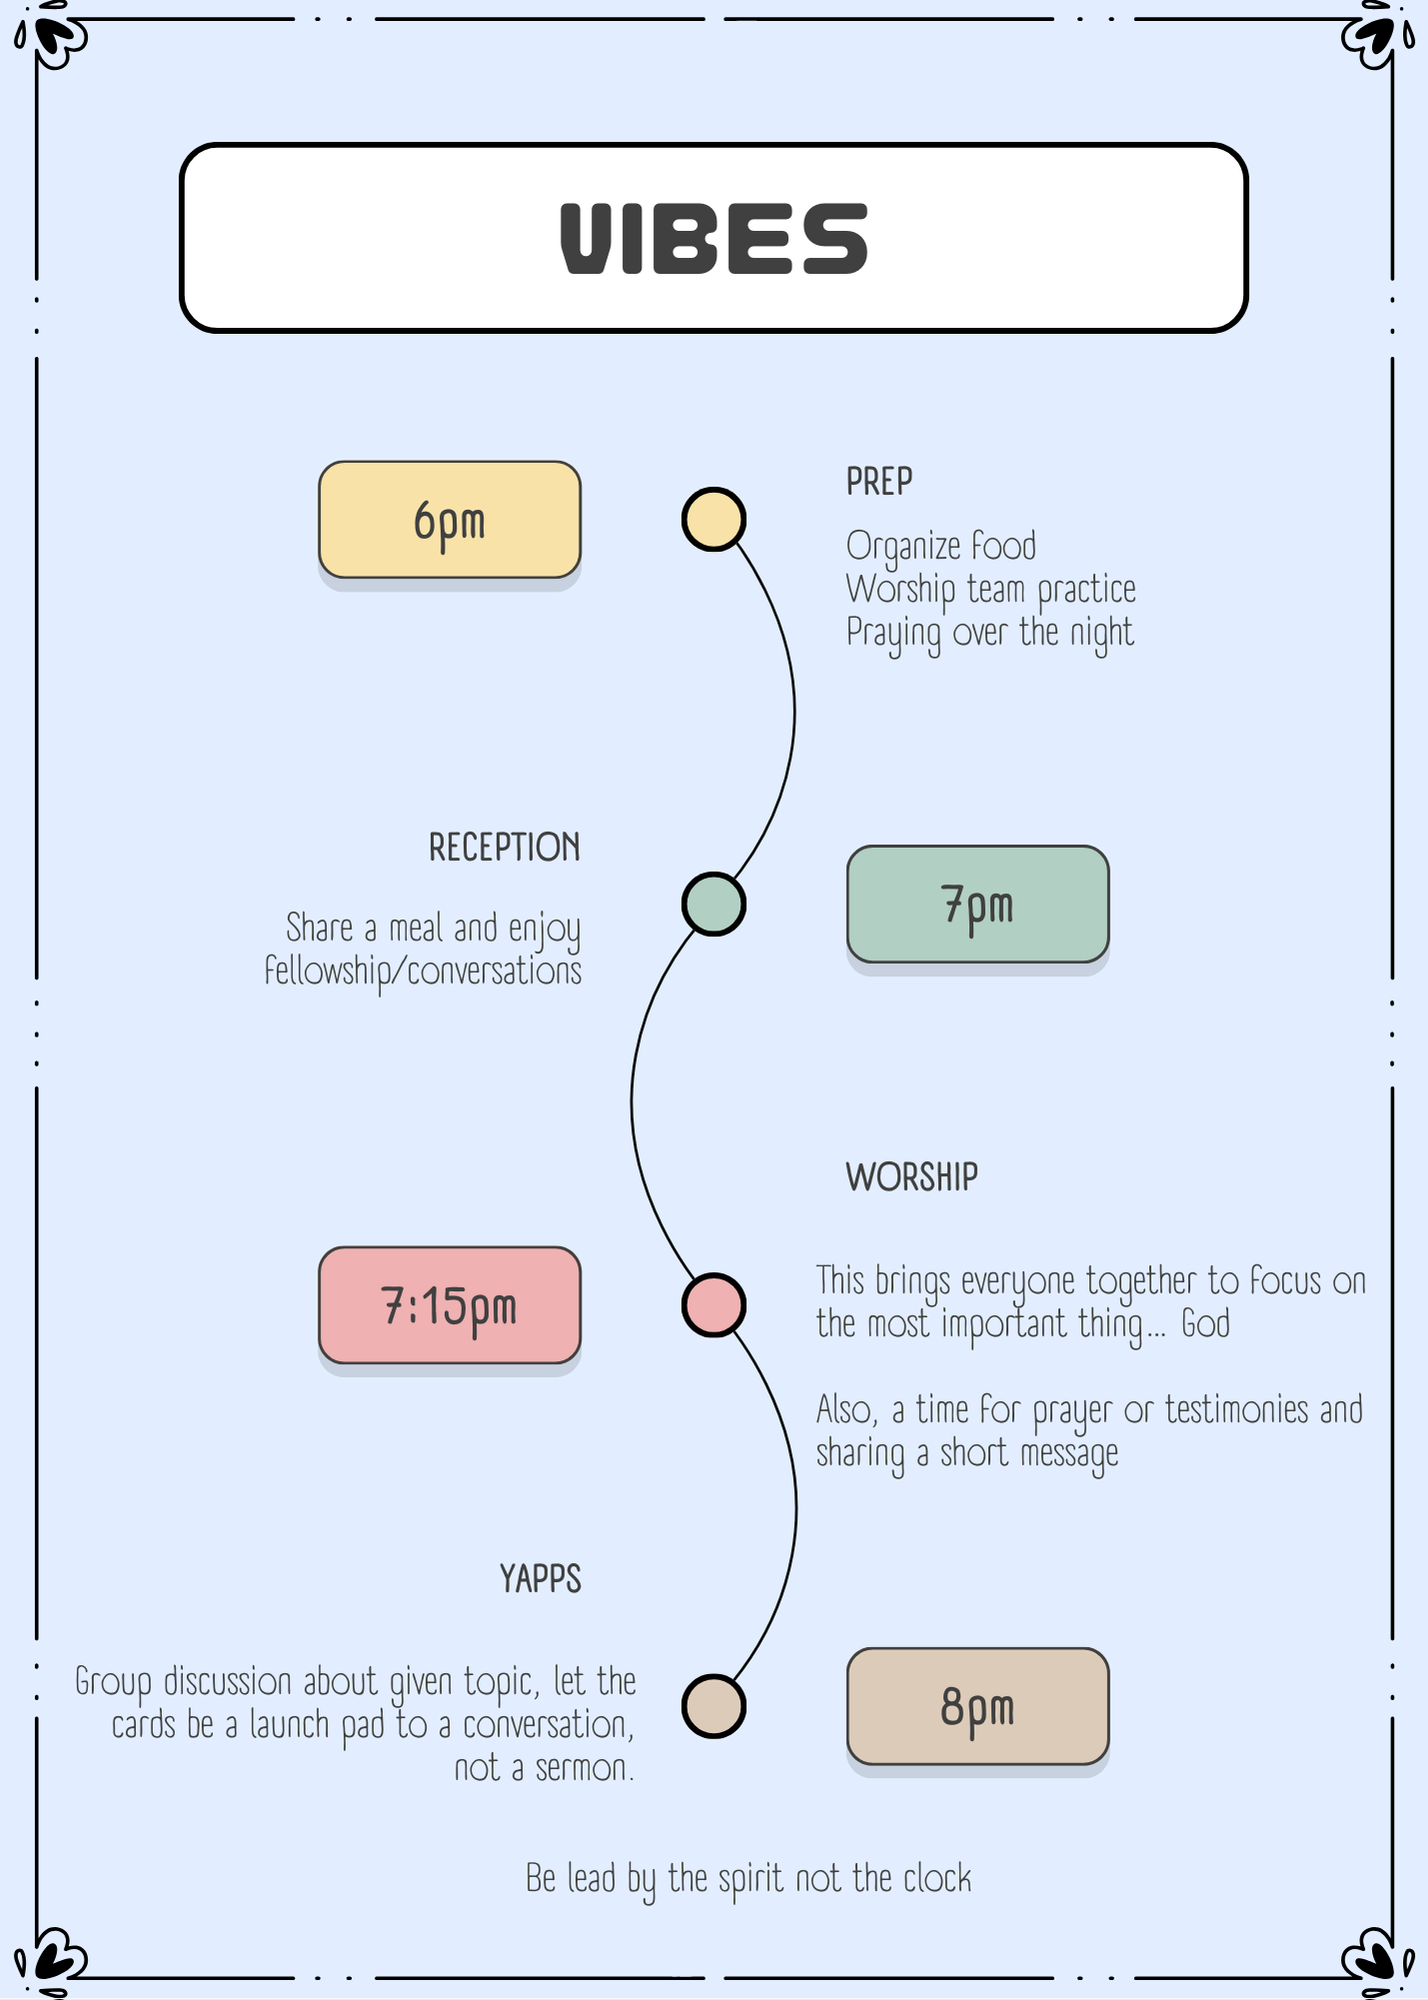 VIBES
6pm
PREP
Organize food
Worship team practice
Praying over the night
RECEPTION
Share a meal and enjoy
fellowship/conversations
7pm
WORSHIP
7:15pm
This brings everyone together to focus on
the most important thing... God
Also, a time for prayer or testimonies and
sharing a short message
YAPPS
Group discussion about given topic, let the
cards be a launch pad to a conversation,
not a sermon.
8pm
Be lead by the spirit not the clock